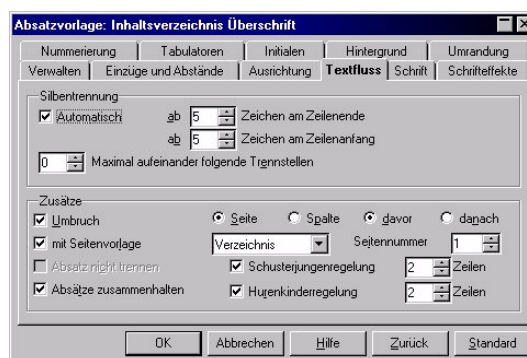 Absatzvorlage: Inhaltsverzeichnis Überschrift
Nummerierung Tabulatoren Initialen Hintergrund Umrandung
Verwalten Einzüge und Abstände Ausrichtung Textfluss Schrift Schrifteffekte
Silbentrennung
Automatisch ab 5 Zeichen am Zeilenende
ab 5 Zeichen am Zeilenanfang
0 Maximal aufeinander folgende Trennstellen
Zusätze
Umbruch Seite Spalte davor danach
mit Seitenvorlage Verzeichnis Seitennummer 1
Absatz nicht trennen Schusterjungenregelung 2 Zeilen
Absätze zusammenhalten Hurenkinderregelung 2 Zeilen
OK Abbrechen Hilfe Zurück Standard